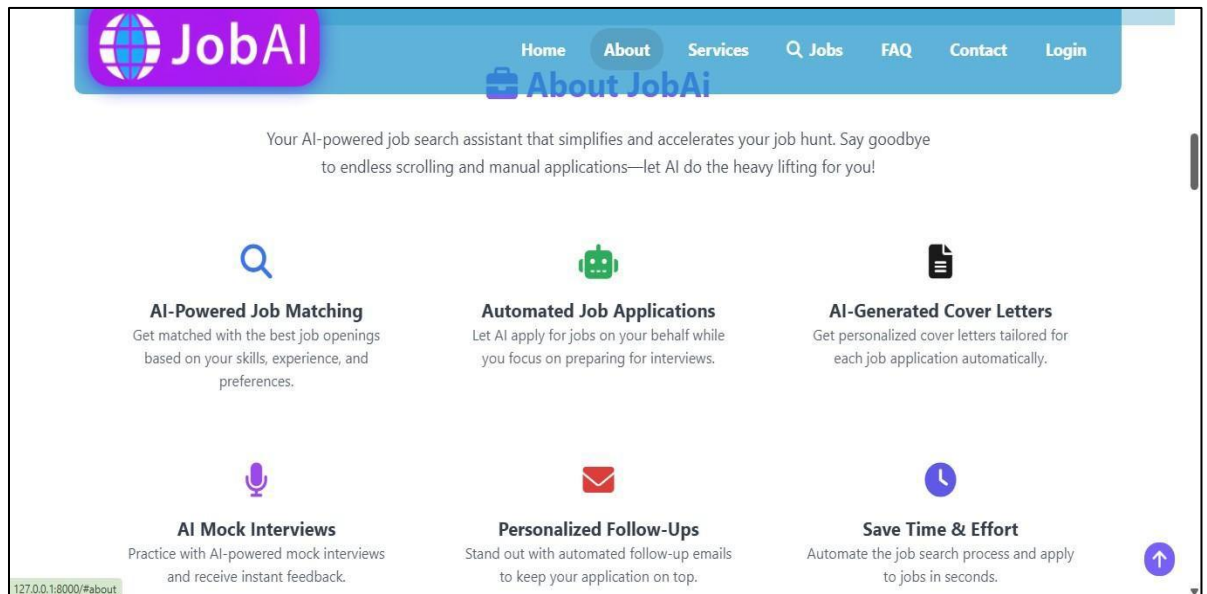 JobAI
Home About Services Jobs FAQ Contact Login
About JobAi
Your AI-powered job search assistant that simplifies and accelerates your job hunt. Say goodbye
to endless scrolling and manual applications—let AI do the heavy lifting for you!
AI-Powered Job Matching
Get matched with the best job openings
based on your skills, experience, and
preferences.
Automated Job Applications
Let AI apply for jobs on your behalf while
you focus on preparing for interviews.
AI-Generated Cover Letters
Get personalized cover letters tailored for
each job application automatically.
AI Mock Interviews
Practice with AI-powered mock interviews
and receive instant feedback.
Personalized Follow-Ups
Stand out with automated follow-up emails
to keep your application on top.
Save Time & Effort
Automate the job search process and apply
to jobs in seconds.
127.0.0.1:8000/#about